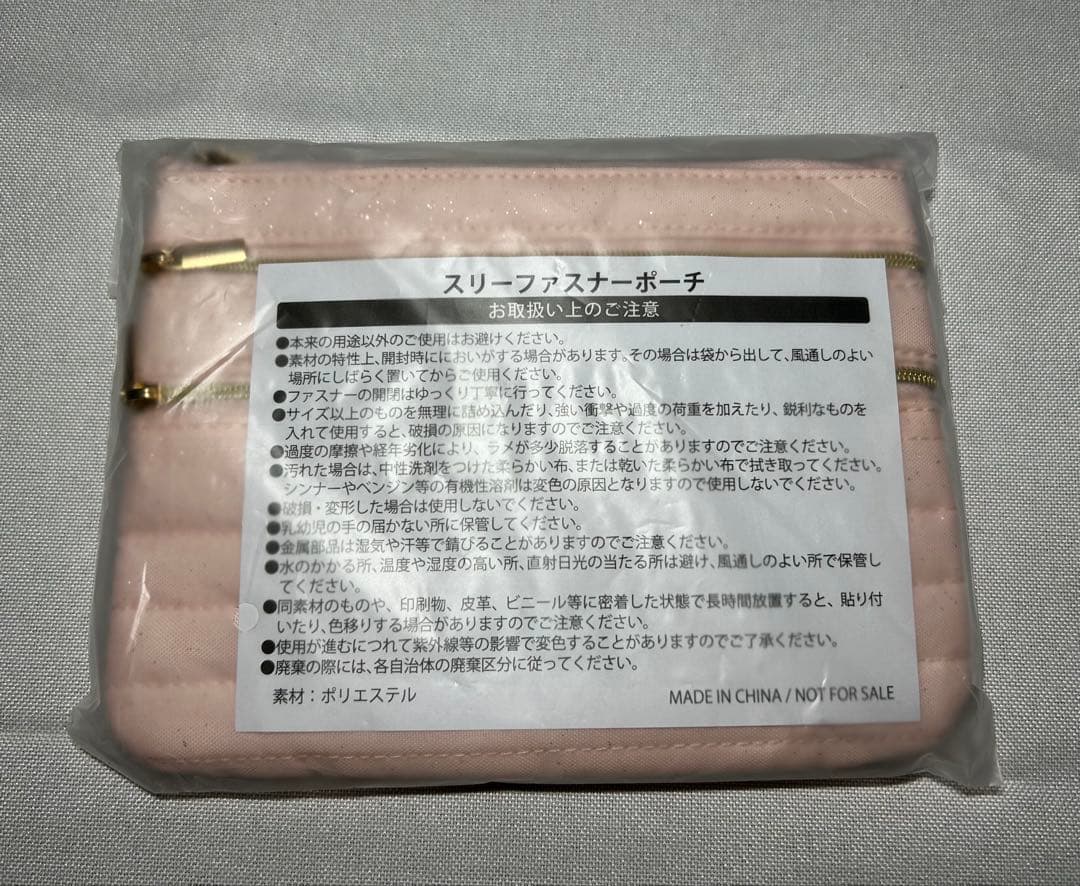 スリーファスナーポーチ
お取扱い上のご注意
●本来の用途以外のご使用はお避けください。
●素材の特性上、開封時ににおいがする場合があります。その場合は袋から出して、風通しのよい
場所にしばらく置いてからご使用ください。
●ファスナーの開閉はゆっくり丁寧に行ってください。
●サイズ以上のものを無理に詰め込んだり、強い衝撃や過度の荷重を加えたり、鋭利なものを
入れて使用すると、破損の原因になりますのでご注意ください。
●過度の摩擦や経年劣化により、ラメが多少脱落することがありますのでご注意ください。
●汚れた場合は、中性洗剤をつけた柔らかい布、または乾いた柔らかい布で拭き取ってください。
シンナーやベンジン等の有機性溶剤は変色の原因となりますので使用しないでください。
●破損・変形した場合は使用しないでください。
●乳幼児の手の届かない所に保管してください。
●金属部品は湿気や汗等で錆びることがありますのでご注意ください。
●水のかかる所、温度や湿度の高い所、直射日光の当たる所は避け、風通しのよい所で保管し
てください。
●同素材のものや、印刷物、皮革、ビニール等に密着した状態で長時間放置すると、貼り付
いたり、色移りする場合がありますのでご注意ください。
●使用が進むにつれて紫外線等の影響で変色することがありますのでご了承ください。
●廃棄の際には、各自治体の廃棄区分に従ってください。
素材：ポリエステル
MADE IN CHINA / NOT FOR SALE